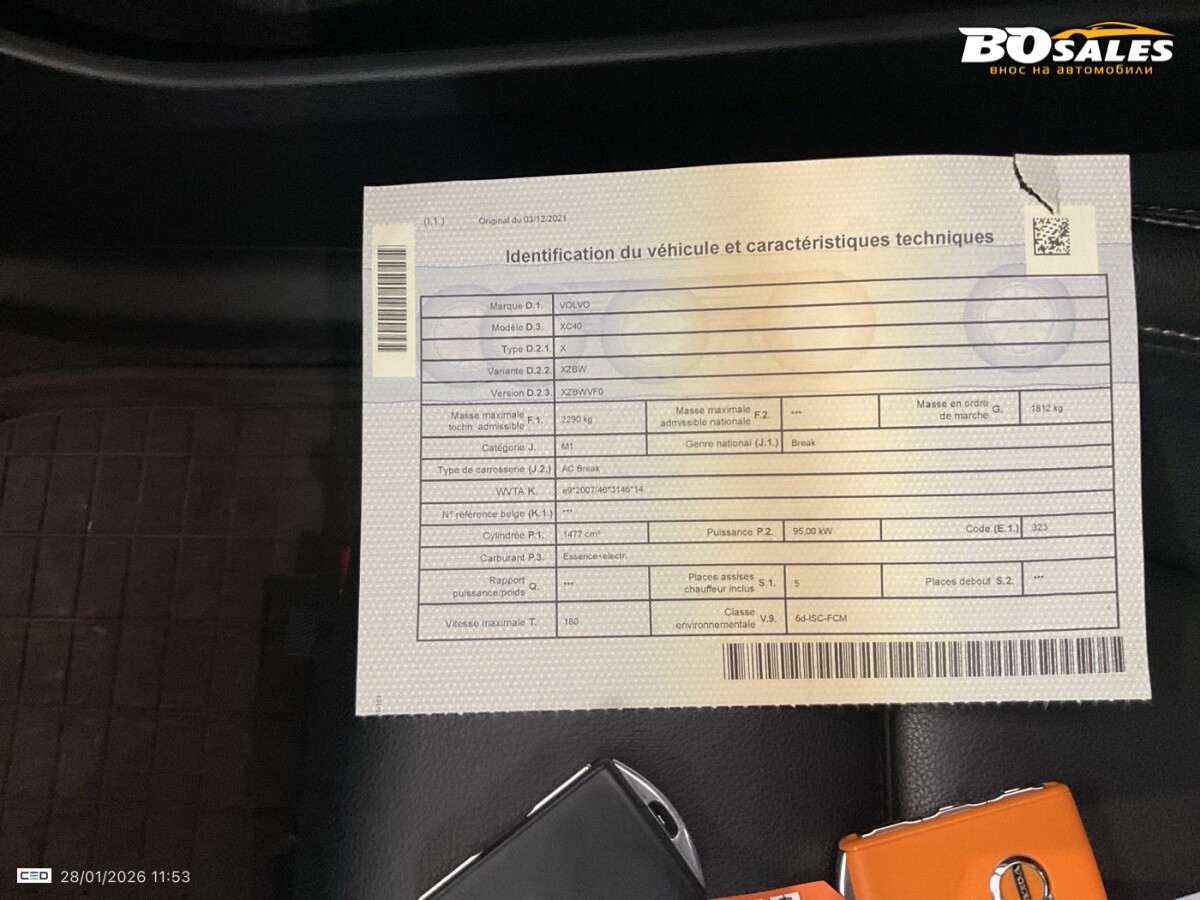 BOSALES
внос на автомобили
(I.1.) Original du 03/12/2021
Identification du véhicule et caractéristiques techniques
Marque D.1. VOLVO
Modèle D.3. XC40
Type D.2.1. X
Variante D.2.2. XZBW
Version D.2.3. XZBWVF0
Masse maximale techn. admissible F.1. 2290 kg Masse maximale admissible nationale F.2. *** Masse en ordre de marche G. 1812 kg
Catégorie J. M1 Genre national (J.1.) Break
Type de carrosserie (J.2.) AC Break
WVTA K. e9*2007/46*3146*14
N° référence belge (K.1.) ***
Cylindrée P.1. 1477 cm³ Puissance P.2. 95,00 kW Code (E.1.) 323
Carburant P.3. Essence+electr.
Rapport puissance/poids Q. *** Places assises chauffeur inclus S.1. 5 Places debout S.2. ***
Vitesse maximale T. 180 Classe environnementale V.9. 6d-ISC-FCM
VOLVO
CEO 28/01/2026 11:53